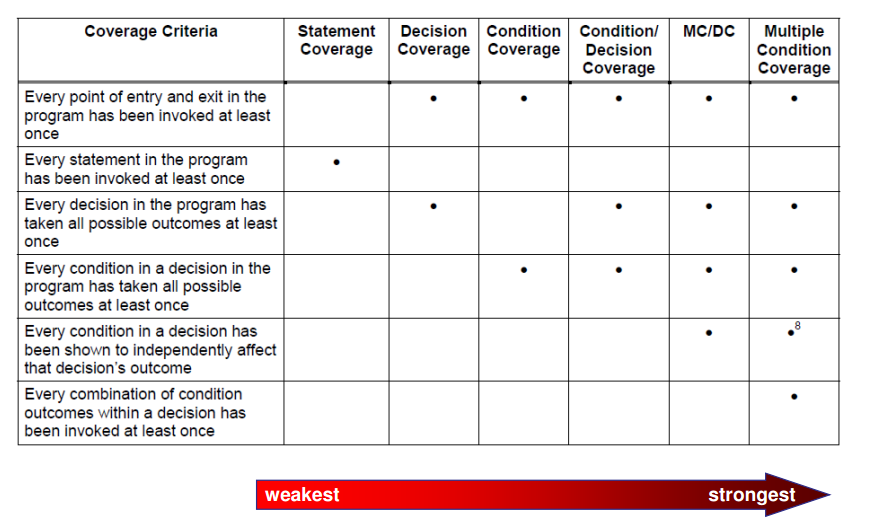 Coverage Criteria Statement Decision Condition Condition/ MC/DC Multiple
Coverage Coverage Coverage Decision Condition
Coverage Coverage
Every point of entry and exit in the • • • • •
program has been invoked at least
once
Every statement in the program •
has been invoked at least once
Every decision in the program has • • • •
taken all possible outcomes at least
once
Every condition in a decision in the • • • •
program has taken all possible
outcomes at least once
Every condition in a decision has • •8
been shown to independently affect
that decision's outcome
Every combination of condition •
outcomes within a decision has
been invoked at least once
weakest strongest